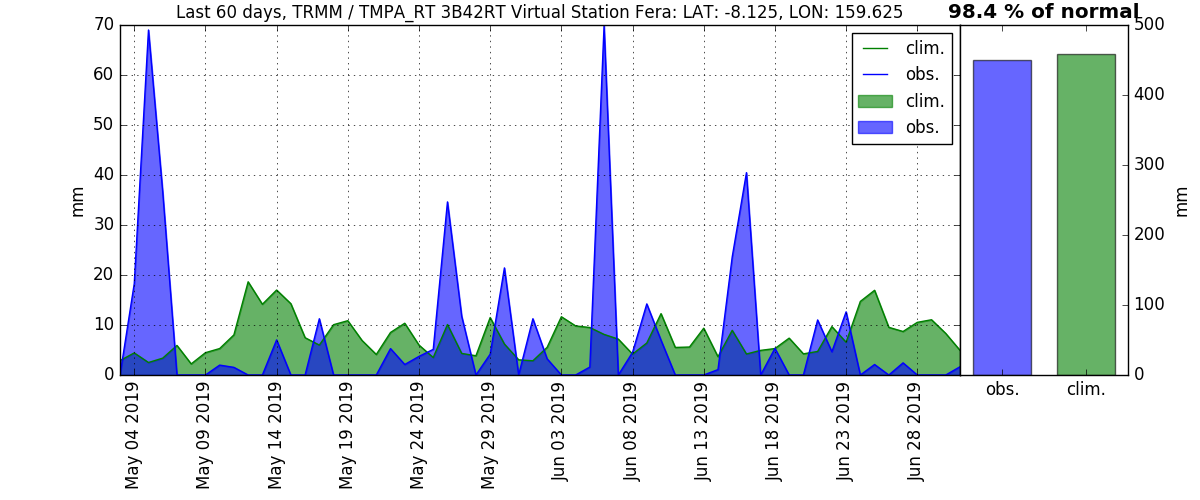 Last 60 days, TRMM / TMPA_RT 3B42RT Virtual Station Fera: LAT: -8.125, LON: 159.625
98.4 % of normal
70
60
50
40
30
20
10
0
mm
clim.
obs.
clim.
obs.
May 04 2019
May 09 2019
May 14 2019
May 19 2019
May 24 2019
May 29 2019
Jun 03 2019
Jun 08 2019
Jun 13 2019
Jun 18 2019
Jun 23 2019
Jun 28 2019
500
400
300
200
100
0
mm
obs.
clim.